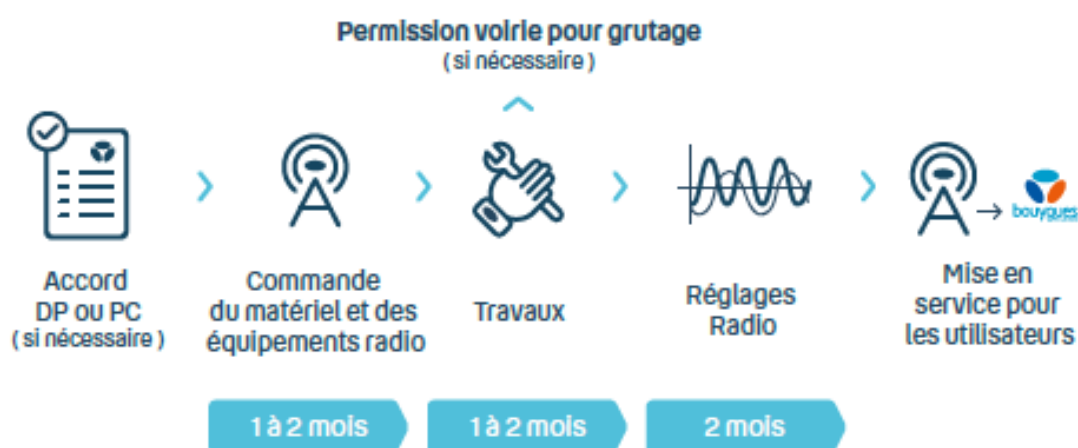 Permission voirie pour grutage
( si nécessaire )
Accord
DP ou PC
( si nécessaire )
Commande
du matériel et des
équipements radio
Travaux
Réglages
Radio
bouygues
Mise en
service pour
les utilisateurs
1 à 2 mois
1 à 2 mois
2 mois